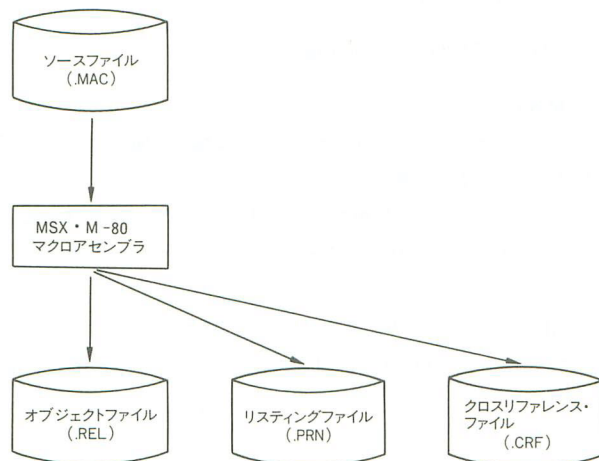 ソースファイル
(.MAC)
MSX・M-80
マクロアセンブラ
オブジェクトファイル
(.REL)
リスティングファイル
(.PRN)
クロスリファレンス・
ファイル
(.CRF)